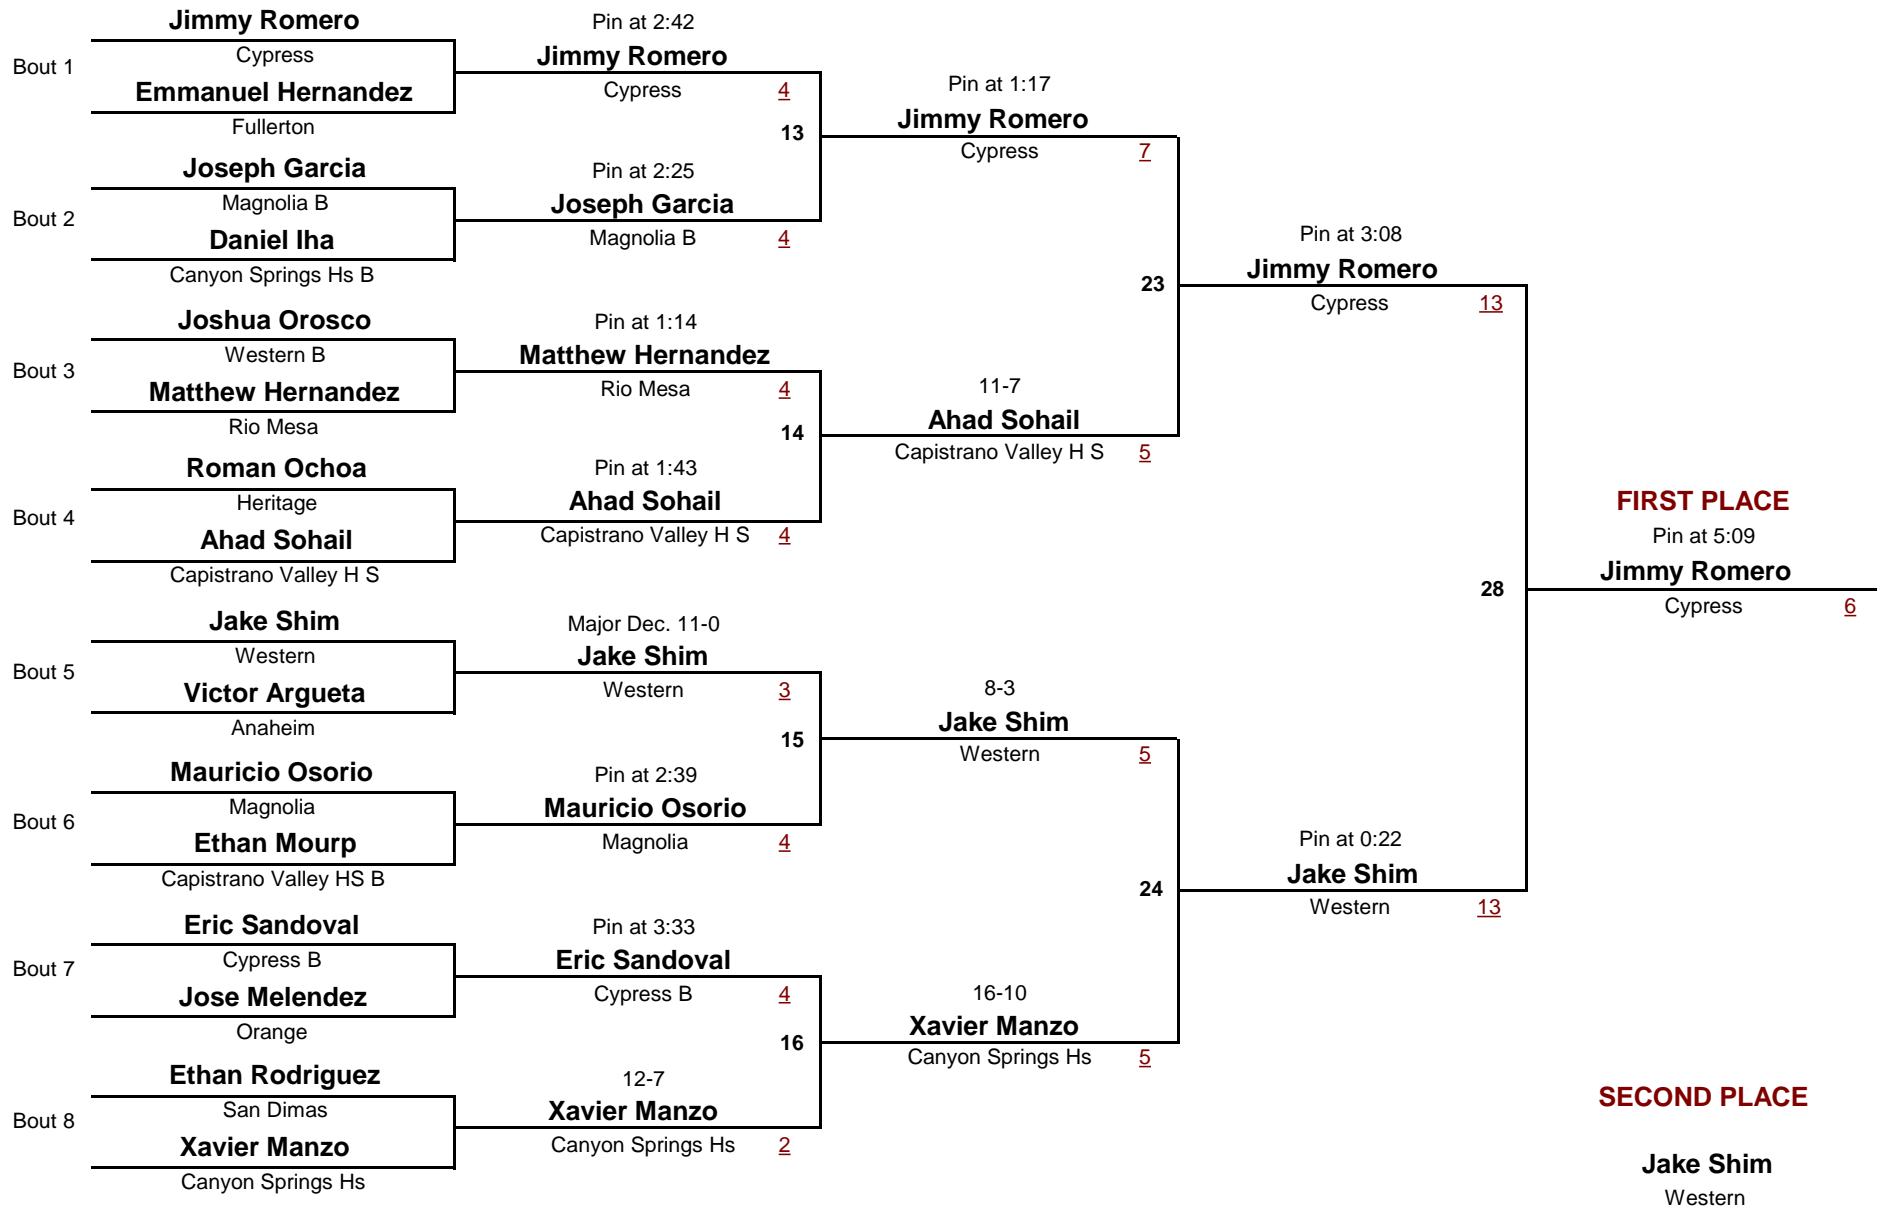 Jimmy Romero
Bout 1
Cypress
Emmanuel Hernandez
Fullerton
Joseph Garcia
Bout 2
Magnolia B
Daniel Iha
Canyon Springs Hs B
Joshua Orosco
Bout 3
Western B
Matthew Hernandez
Rio Mesa
Roman Ochoa
Bout 4
Heritage
Ahad Sohail
Capistrano Valley H S
Jake Shim
Bout 5
Western
Victor Argueta
Anaheim
Mauricio Osorio
Bout 6
Magnolia
Ethan Mourp
Capistrano Valley HS B
Eric Sandoval
Bout 7
Cypress B
Jose Melendez
Orange
Ethan Rodriguez
Bout 8
San Dimas
Xavier Manzo
Canyon Springs Hs
Pin at 2:42
Jimmy Romero
Cypress 4
13
Pin at 2:25
Joseph Garcia
Magnolia B 4
Pin at 1:14
Matthew Hernandez
Rio Mesa 4
14
Pin at 1:43
Ahad Sohail
Capistrano Valley H S 4
Major Dec. 11-0
Jake Shim
Western 3
15
Pin at 2:39
Mauricio Osorio
Magnolia 4
Pin at 3:33
Eric Sandoval
Cypress B 4
16
12-7
Xavier Manzo
Canyon Springs Hs 2
Pin at 1:17
Jimmy Romero
Cypress 7
23
11-7
Ahad Sohail
Capistrano Valley H S 5
8-3
Jake Shim
Western 5
24
16-10
Xavier Manzo
Canyon Springs Hs 5
Pin at 3:08
Jimmy Romero
Cypress 13
28
Pin at 0:22
Jake Shim
Western 13
FIRST PLACE
Pin at 5:09
Jimmy Romero
Cypress 6
SECOND PLACE
Jake Shim
Western